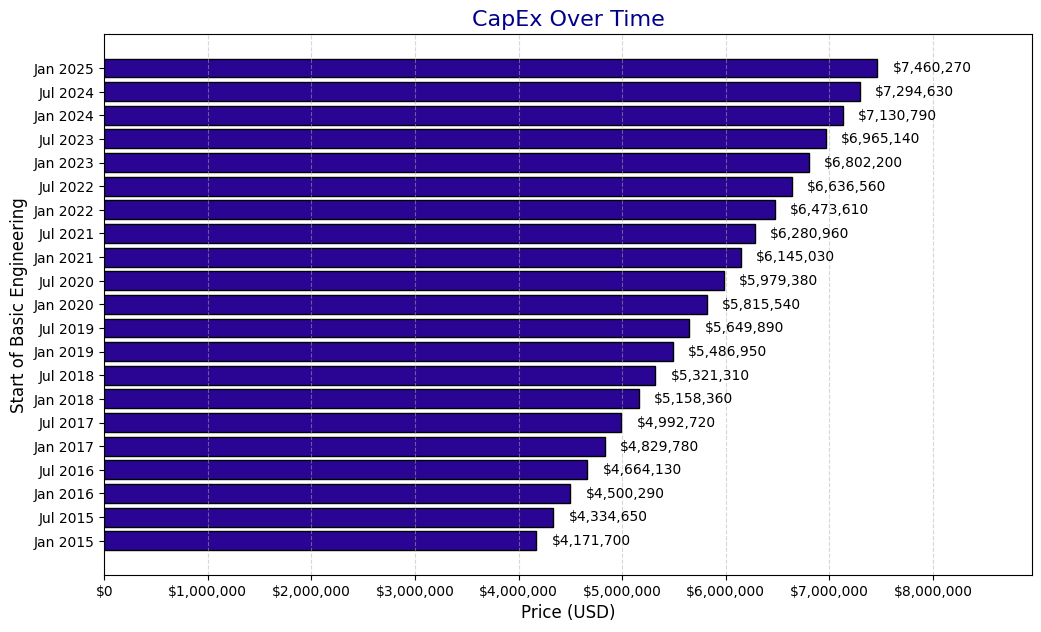 CapEx Over Time
Start of Basic Engineering
Jan 2025 $7,460,270
Jul 2024 $7,294,630
Jan 2024 $7,130,790
Jul 2023 $6,965,140
Jan 2023 $6,802,200
Jul 2022 $6,636,560
Jan 2022 $6,473,610
Jul 2021 $6,280,960
Jan 2021 $6,145,030
Jul 2020 $5,979,380
Jan 2020 $5,815,540
Jul 2019 $5,649,890
Jan 2019 $5,486,950
Jul 2018 $5,321,310
Jan 2018 $5,158,360
Jul 2017 $4,992,720
Jan 2017 $4,829,780
Jul 2016 $4,664,130
Jan 2016 $4,500,290
Jul 2015 $4,334,650
Jan 2015 $4,171,700
$0 $1,000,000 $2,000,000 $3,000,000 $4,000,000 $5,000,000 $6,000,000 $7,000,000 $8,000,000
Price (USD)